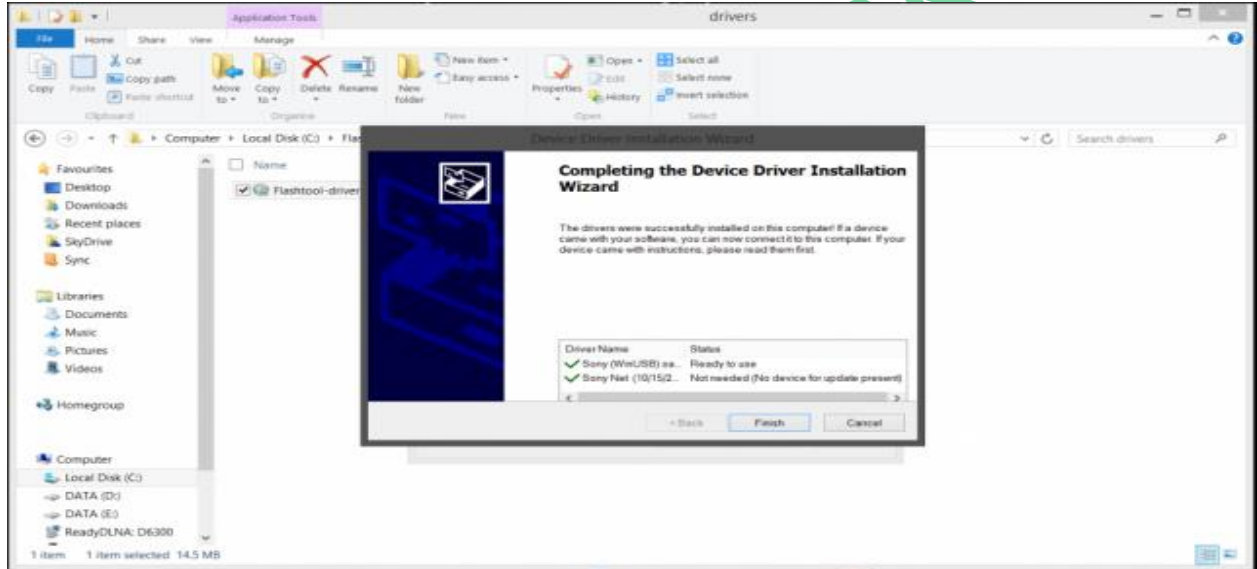 Application Tools
drivers
File Home Share View Manage
Copy
Paste
Cut
Copy path
Paste shortcut
Move to
Copy to
Delete
Rename
New folder
New item
Easy access
Properties
Open
Edit
History
Select all
Select none
Invert selection
Clipboard Organise New Open Select
Computer Local Disk (C:)
Search drivers
Favourites
Desktop
Downloads
Recent places
SkyDrive
Sync
Libraries
Documents
Music
Pictures
Videos
Homegroup
Computer
Local Disk (C:)
DATA (D:)
DATA (E:)
ReadyDLNA: D6300
1 item 1 item selected 14.5 MB
Name
Flashtool-driver
Device Driver Installation Wizard
Completing the Device Driver Installation
Wizard
The drivers were successfully installed on this computer! If a device
came with your software, you can now connect it to this computer. If your
device came with instructions, please read them first.
Driver Name Status
Sony (WinUSB) sa... Ready to use
Sony Net (10/15/2... Not needed (No device for update present)
< Back Finish Cancel